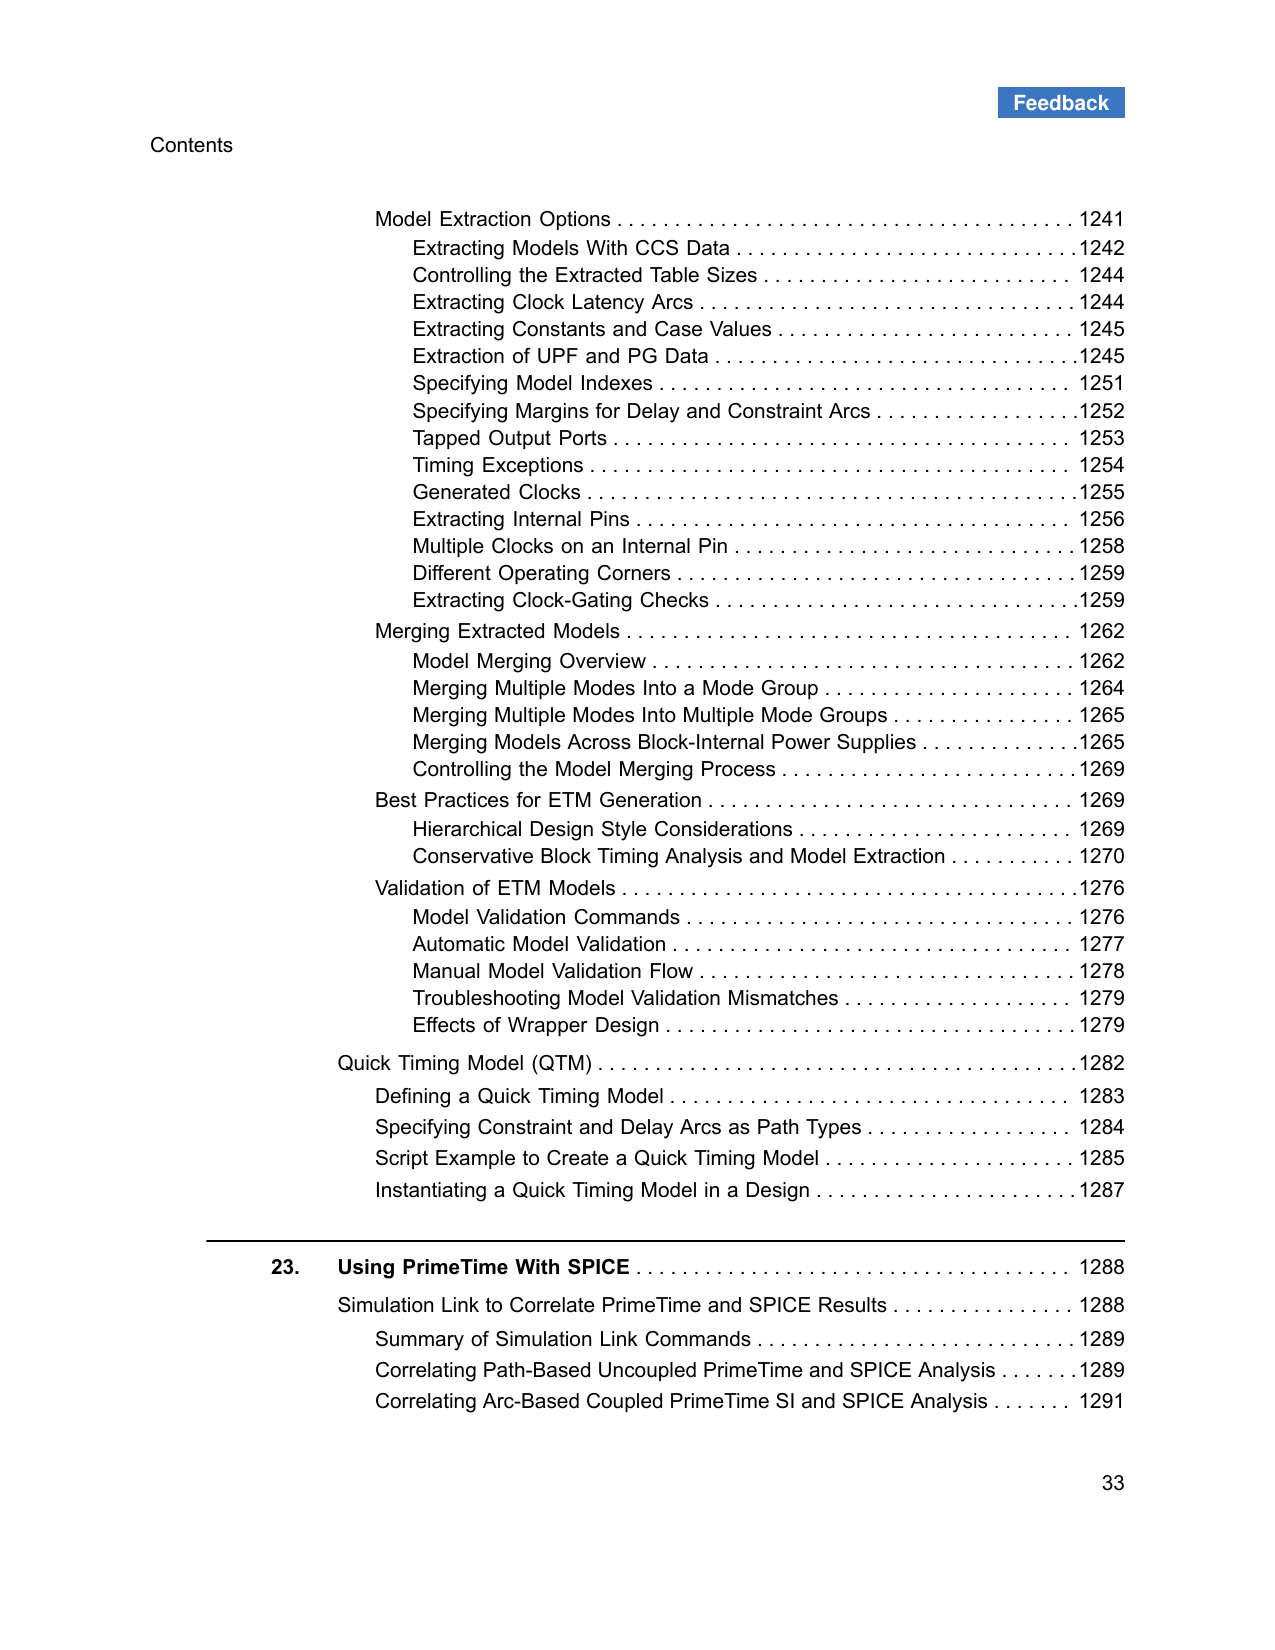 Feedback
Contents
Model Extraction Options . . . . . . . . . . . . . . . . . . . . . . . . . . . . . . . . . . . . . . . . 1241
Extracting Models With CCS Data . . . . . . . . . . . . . . . . . . . . . . . . . . . . . . 1242
Controlling the Extracted Table Sizes . . . . . . . . . . . . . . . . . . . . . . . . . . . 1244
Extracting Clock Latency Arcs . . . . . . . . . . . . . . . . . . . . . . . . . . . . . . . . . 1244
Extracting Constants and Case Values . . . . . . . . . . . . . . . . . . . . . . . . . . 1245
Extraction of UPF and PG Data . . . . . . . . . . . . . . . . . . . . . . . . . . . . . . . . 1245
Specifying Model Indexes . . . . . . . . . . . . . . . . . . . . . . . . . . . . . . . . . . . . 1251
Specifying Margins for Delay and Constraint Arcs . . . . . . . . . . . . . . . . . . 1252
Tapped Output Ports . . . . . . . . . . . . . . . . . . . . . . . . . . . . . . . . . . . . . . . . 1253
Timing Exceptions . . . . . . . . . . . . . . . . . . . . . . . . . . . . . . . . . . . . . . . . . . 1254
Generated Clocks . . . . . . . . . . . . . . . . . . . . . . . . . . . . . . . . . . . . . . . . . . . 1255
Extracting Internal Pins . . . . . . . . . . . . . . . . . . . . . . . . . . . . . . . . . . . . . . 1256
Multiple Clocks on an Internal Pin . . . . . . . . . . . . . . . . . . . . . . . . . . . . . . 1258
Different Operating Corners . . . . . . . . . . . . . . . . . . . . . . . . . . . . . . . . . . . 1259
Extracting Clock-Gating Checks . . . . . . . . . . . . . . . . . . . . . . . . . . . . . . . . 1259
Merging Extracted Models . . . . . . . . . . . . . . . . . . . . . . . . . . . . . . . . . . . . . . . 1262
Model Merging Overview . . . . . . . . . . . . . . . . . . . . . . . . . . . . . . . . . . . . . 1262
Merging Multiple Modes Into a Mode Group . . . . . . . . . . . . . . . . . . . . . . 1264
Merging Multiple Modes Into Multiple Mode Groups . . . . . . . . . . . . . . . . 1265
Merging Models Across Block-Internal Power Supplies . . . . . . . . . . . . . . 1265
Controlling the Model Merging Process . . . . . . . . . . . . . . . . . . . . . . . . . . 1269
Best Practices for ETM Generation . . . . . . . . . . . . . . . . . . . . . . . . . . . . . . . . 1269
Hierarchical Design Style Considerations . . . . . . . . . . . . . . . . . . . . . . . . 1269
Conservative Block Timing Analysis and Model Extraction . . . . . . . . . . . 1270
Validation of ETM Models . . . . . . . . . . . . . . . . . . . . . . . . . . . . . . . . . . . . . . . . 1276
Model Validation Commands . . . . . . . . . . . . . . . . . . . . . . . . . . . . . . . . . . 1276
Automatic Model Validation . . . . . . . . . . . . . . . . . . . . . . . . . . . . . . . . . . . 1277
Manual Model Validation Flow . . . . . . . . . . . . . . . . . . . . . . . . . . . . . . . . . 1278
Troubleshooting Model Validation Mismatches . . . . . . . . . . . . . . . . . . . . 1279
Effects of Wrapper Design . . . . . . . . . . . . . . . . . . . . . . . . . . . . . . . . . . . . 1279
Quick Timing Model (QTM) . . . . . . . . . . . . . . . . . . . . . . . . . . . . . . . . . . . . . . . . . . 1282
Defining a Quick Timing Model . . . . . . . . . . . . . . . . . . . . . . . . . . . . . . . . . . . 1283
Specifying Constraint and Delay Arcs as Path Types . . . . . . . . . . . . . . . . . . 1284
Script Example to Create a Quick Timing Model . . . . . . . . . . . . . . . . . . . . . . 1285
Instantiating a Quick Timing Model in a Design . . . . . . . . . . . . . . . . . . . . . . . 1287
23. Using PrimeTime With SPICE . . . . . . . . . . . . . . . . . . . . . . . . . . . . . . . . . . . . . . 1288
Simulation Link to Correlate PrimeTime and SPICE Results . . . . . . . . . . . . . . . . 1288
Summary of Simulation Link Commands . . . . . . . . . . . . . . . . . . . . . . . . . . . . 1289
Correlating Path-Based Uncoupled PrimeTime and SPICE Analysis . . . . . . . 1289
Correlating Arc-Based Coupled PrimeTime SI and SPICE Analysis . . . . . . . 1291
33